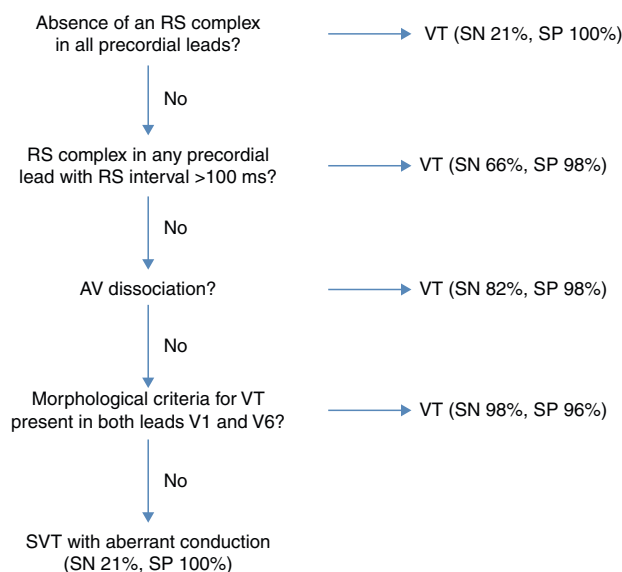 Absence of an RS complex
in all precordial leads?
VT (SN 21%, SP 100%)
No
RS complex in any precordial
lead with RS interval >100 ms?
VT (SN 66%, SP 98%)
No
AV dissociation?
VT (SN 82%, SP 98%)
No
Morphological criteria for VT
present in both leads V1 and V6?
VT (SN 98%, SP 96%)
No
SVT with aberrant conduction
(SN 21%, SP 100%)